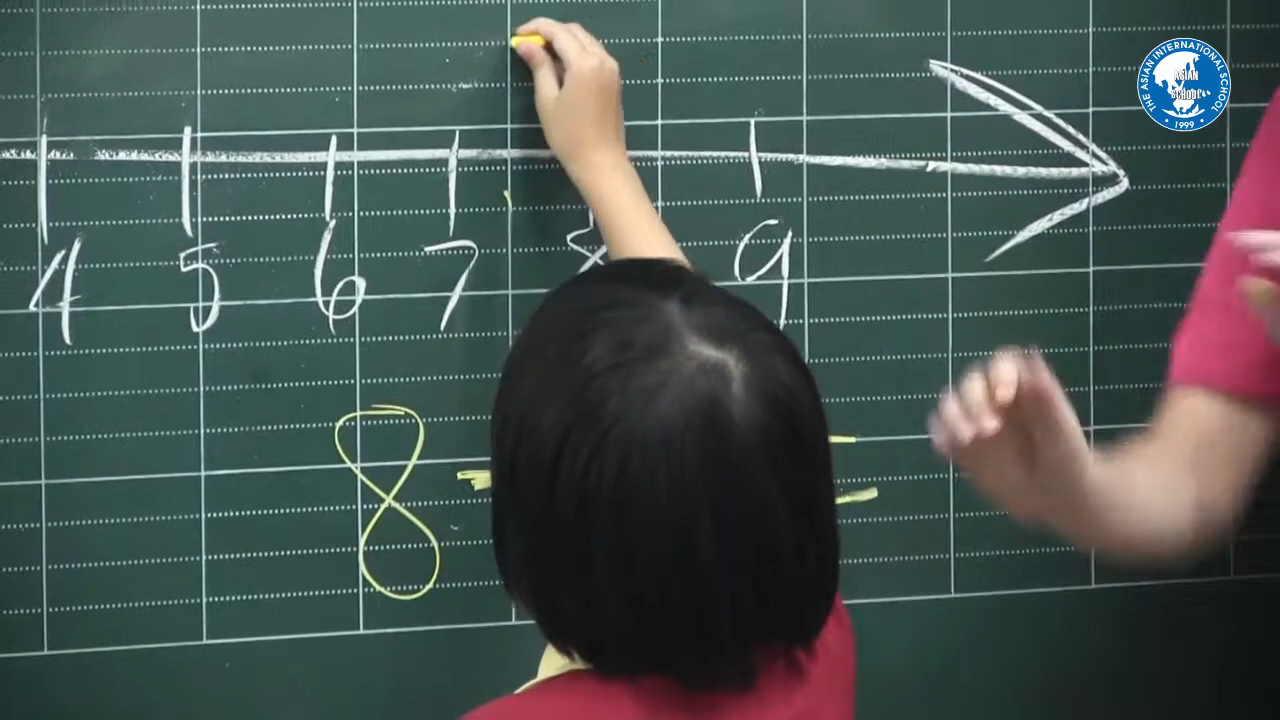 THE ASIAN INTERNATIONAL SCHOOL
ASIAN
SCHOOL
1999
4 5 6 7 8 9
8 - =